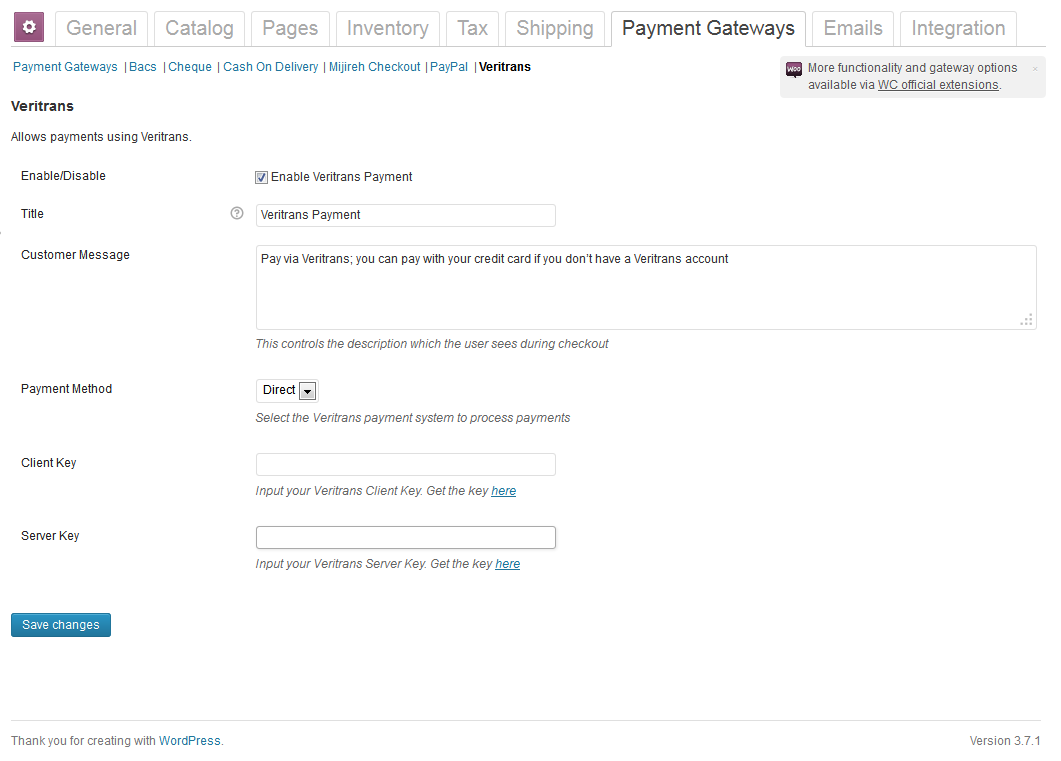 General Catalog Pages Inventory Tax Shipping Payment Gateways Emails Integration
Payment Gateways | Bacs | Cheque | Cash On Delivery | Mijireh Checkout | PayPal | Veritrans
WOO More functionality and gateway options ×
available via WC official extensions.
Veritrans
Allows payments using Veritrans.
Enable/Disable Enable Veritrans Payment
Title ? Veritrans Payment
Customer Message Pay via Veritrans; you can pay with your credit card if you don't have a Veritrans account
This controls the description which the user sees during checkout
Payment Method Direct
Select the Veritrans payment system to process payments
Client Key
Input your Veritrans Client Key. Get the key here
Server Key
Input your Veritrans Server Key. Get the key here
Save changes
Thank you for creating with WordPress. Version 3.7.1